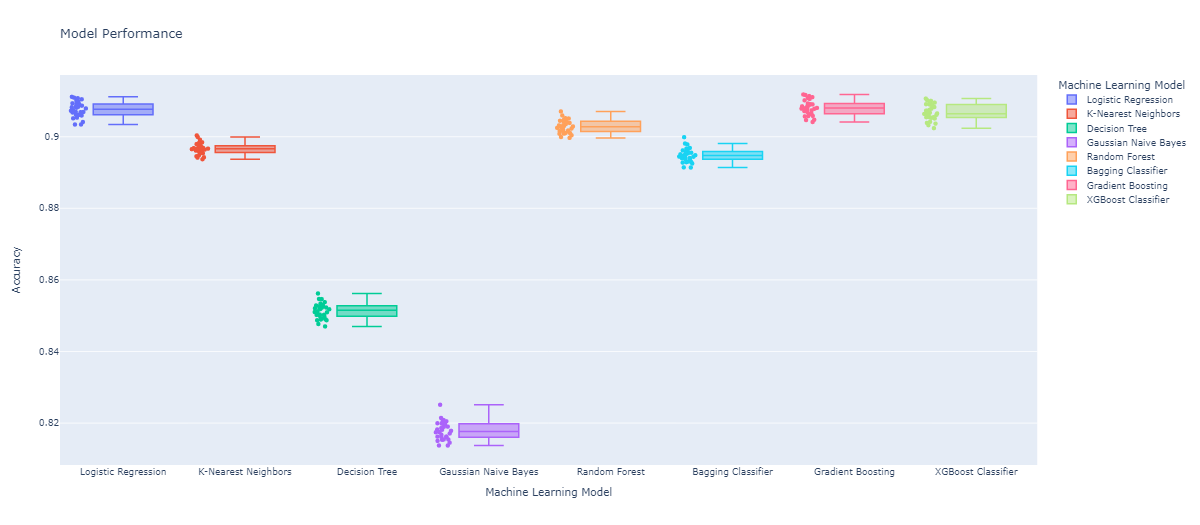 Model Performance
Machine Learning Model
Logistic Regression
K-Nearest Neighbors
Decision Tree
Gaussian Naive Bayes
Random Forest
Bagging Classifier
Gradient Boosting
XGBoost Classifier
0.9
0.88
0.86
0.84
0.82
Accuracy
Logistic Regression K-Nearest Neighbors Decision Tree Gaussian Naive Bayes Random Forest Bagging Classifier Gradient Boosting XGBoost Classifier
Machine Learning Model